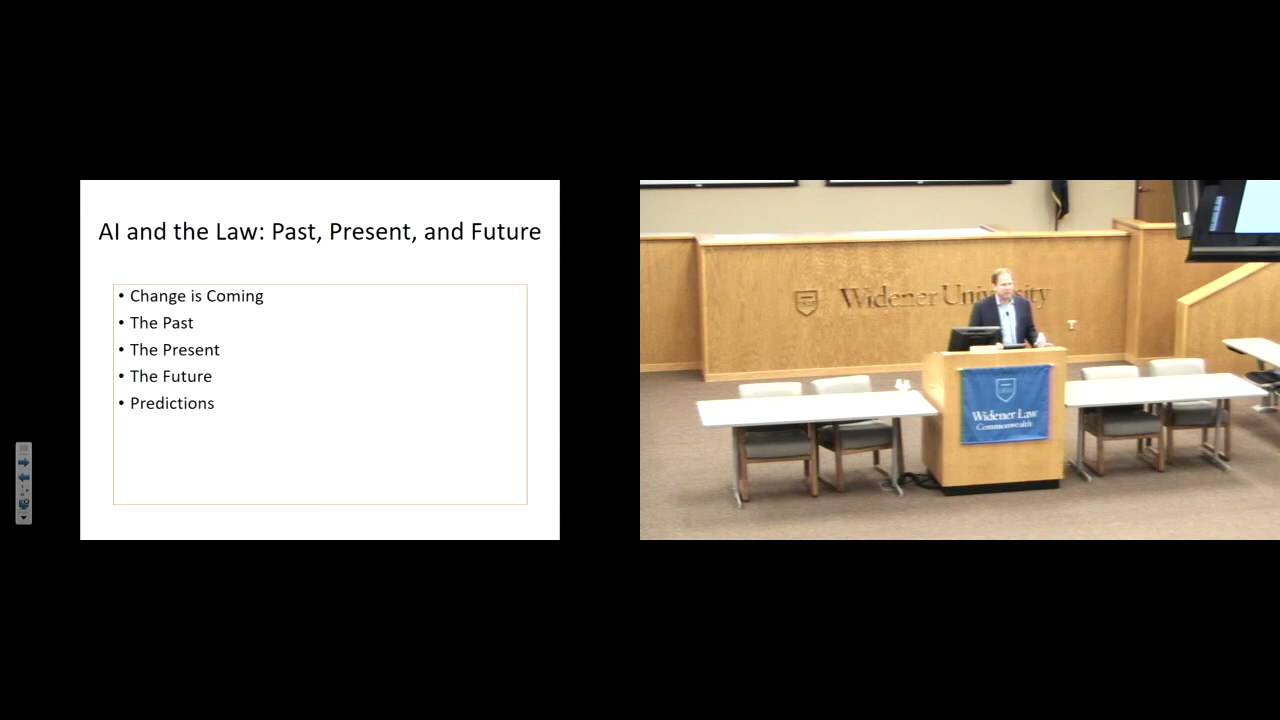 AI and the Law: Past, Present, and Future
• Change is Coming
• The Past
• The Present
• The Future
• Predictions
Widener University
Widener Law
Commonwealth